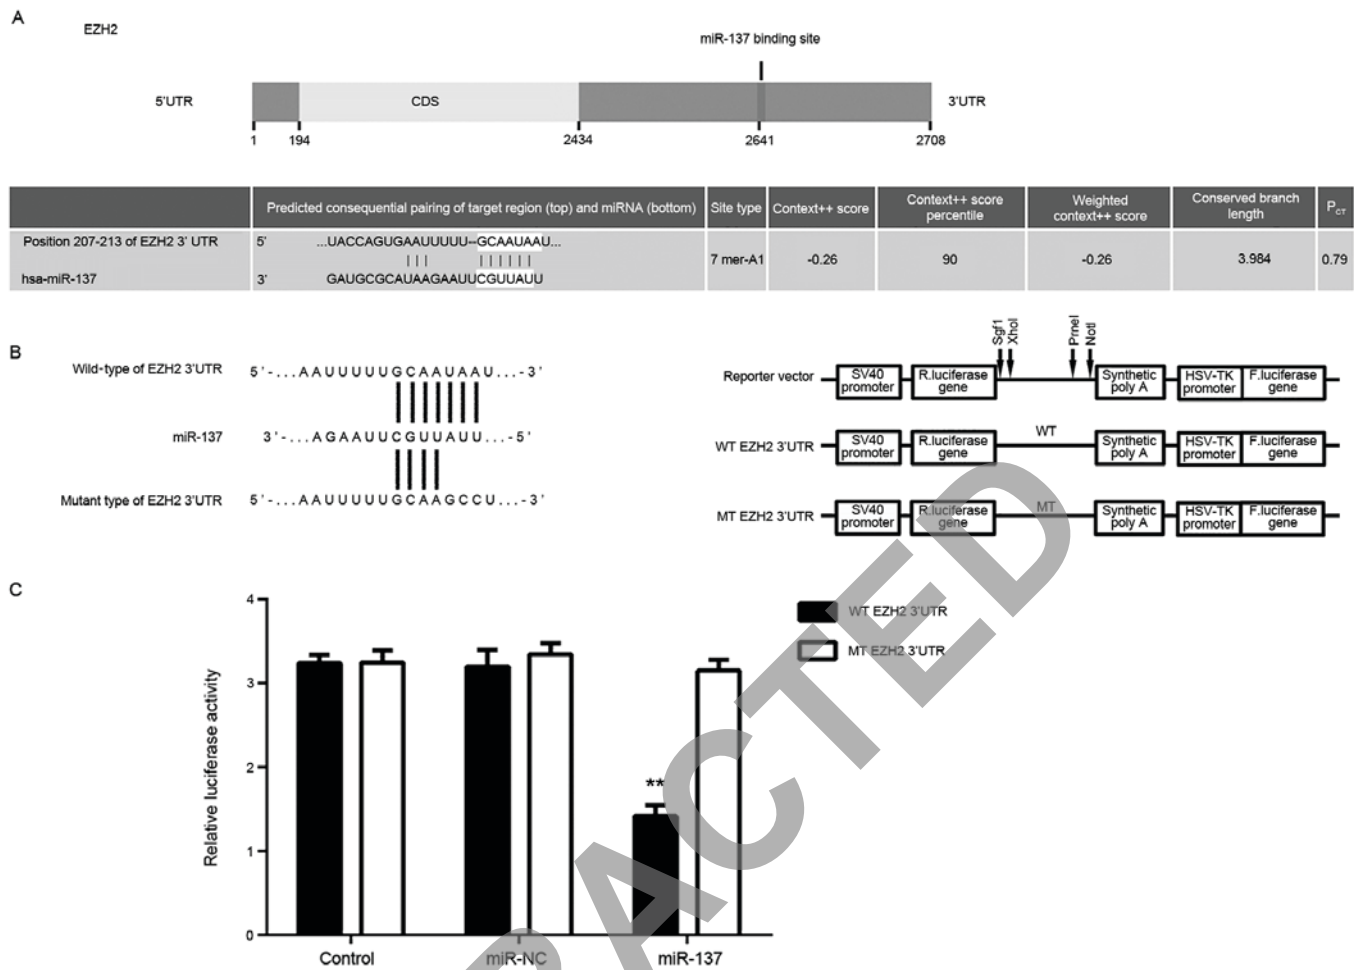 A
EZH2
miR-137 binding site
5'UTR
CDS
3'UTR
1 194 2434 2641 2708
Predicted consequential pairing of target region (top) and miRNA (bottom)
Site type
Context++ score
Context++ score
percentile
Weighted
context++ score
Conserved branch
length
PCT
Position 207-213 of EZH2 3' UTR
5' ...UACCAGUGAAUUUUU--GCAAUAAU...
hsa-miR-137
3' GAUGCGCAUAAGAAUUCGUUAUU
7 mer-A1
-0.26
90
-0.26
3.984
0.79
B
Wild-type of EZH2 3'UTR
5'-...AAUUUUUGCAAUAAU...-3'
miR-137
3'-...AGAAUUCGUUAUU...-5'
Mutant type of EZH2 3'UTR
5'-...AAUUUUUGCAAGCCU...-3'
Sgf1
XhoI
PrneI
NotI
Reporter vector
SV40
promoter
R.luciferase
gene
Synthetic
poly A
HSV-TK
promoter
F.luciferase
gene
WT EZH2 3'UTR
SV40
promoter
R.luciferase
gene
WT
Synthetic
poly A
HSV-TK
promoter
F.luciferase
gene
MT EZH2 3'UTR
SV40
promoter
R.luciferase
gene
MT
Synthetic
poly A
HSV-TK
promoter
F.luciferase
gene
C
Relative luciferase activity
4
3
2
1
0
**
Control
miR-NC
miR-137
WT EZH2 3'UTR
MT EZH2 3'UTR
RACTED